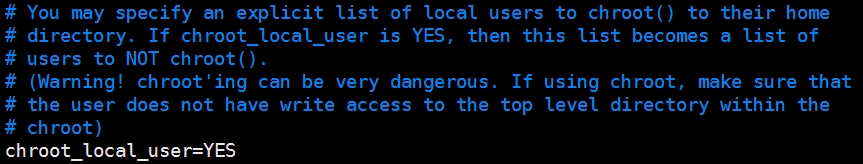 # You may specify an explicit list of local users to chroot() to their home
# directory. If chroot_local_user is YES, then this list becomes a list of
# users to NOT chroot().
# (Warning! chroot'ing can be very dangerous. If using chroot, make sure that
# the user does not have write access to the top level directory within the
# chroot)
chroot_local_user=YES